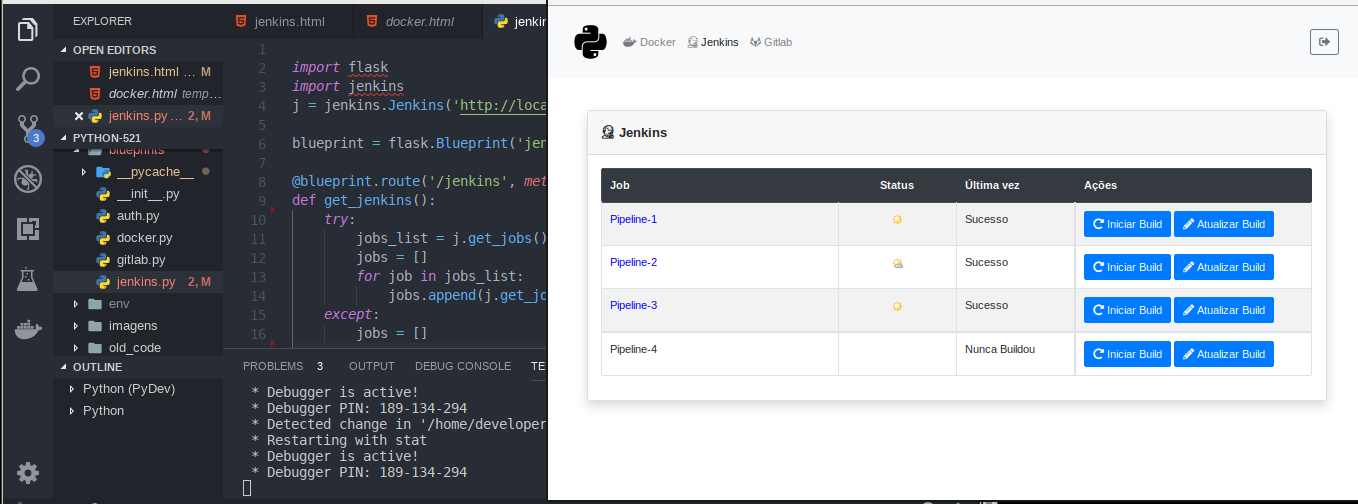 EXPLORER
OPEN EDITORS
jenkins.html ... M
docker.html temp...
jenkins.py ... 2, M
3
PYTHON-521
blueprints
__pycache__
__init__.py
auth.py
docker.py
gitlab.py
jenkins.py 2, M
env
imagens
old_code
OUTLINE
Python (PyDev)
Python
jenkins.html docker.html jenkin
1
2 import flask
3 import jenkins
4 j = jenkins.Jenkins('http://loca
5
6 blueprint = flask.Blueprint('jen
7
8 @blueprint.route('/jenkins', met
9 def get_jenkins():
10 try:
11 jobs_list = j.get_jobs()
12 jobs = []
13 for job in jobs_list:
14 jobs.append(j.get_jo
15 except:
16 jobs = []
PROBLEMS 3 OUTPUT DEBUG CONSOLE TE
* Debugger is active!
* Debugger PIN: 189-134-294
* Detected change in '/home/developer
* Restarting with stat
* Debugger is active!
* Debugger PIN: 189-134-294
Docker Jenkins Gitlab
Jenkins
Job Status Última vez Ações
Pipeline-1 Sucesso Iniciar Build Atualizar Build
Pipeline-2 Sucesso Iniciar Build Atualizar Build
Pipeline-3 Sucesso Iniciar Build Atualizar Build
Pipeline-4 Nunca Buildou Iniciar Build Atualizar Build